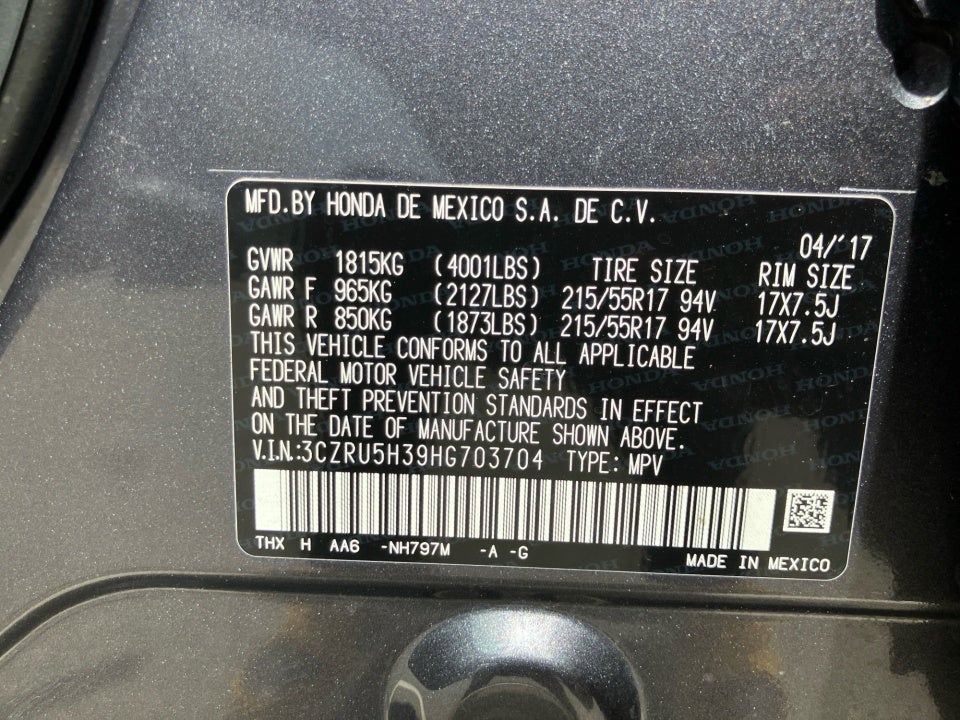 MFD.BY HONDA DE MEXICO S.A. DE C.V.
04/'17
GVWR 1815KG (4001LBS) TIRE SIZE RIM SIZE
GAWR F 965KG (2127LBS) 215/55R17 94V 17X7.5J
GAWR R 850KG (1873LBS) 215/55R17 94V 17X7.5J
THIS VEHICLE CONFORMS TO ALL APPLICABLE
FEDERAL MOTOR VEHICLE SAFETY
AND THEFT PREVENTION STANDARDS IN EFFECT
ON THE DATE OF MANUFACTURE SHOWN ABOVE.
V.I.N.:3CZRU5H39HG703704 TYPE: MPV
THX H AA6 -NH797M -A -G
MADE IN MEXICO